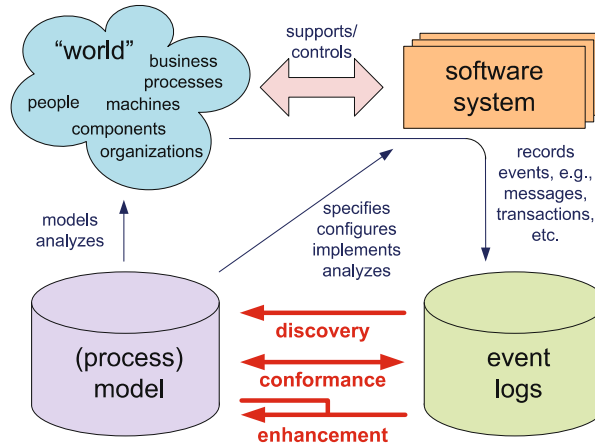 "world"
business
processes
people
machines
components
organizations
supports/
controls
software
system
records
events, e.g.,
messages,
transactions,
etc.
models
analyzes
specifies
configures
implements
analyzes
(process)
model
discovery
conformance
enhancement
event
logs